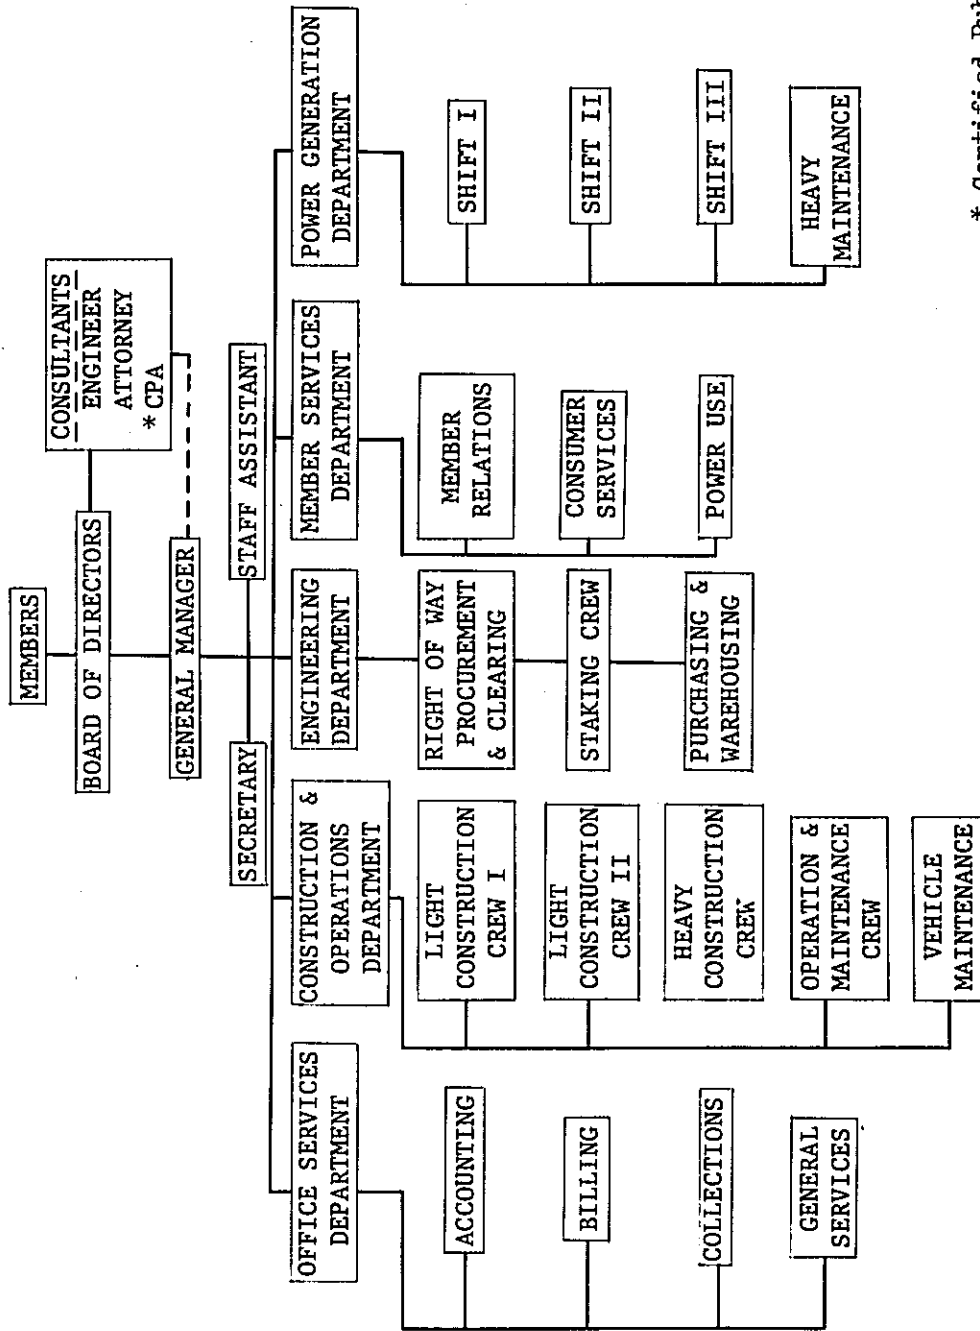 MEMBERS
BOARD OF DIRECTORS
CONSULTANTS
ENGINEER
ATTORNEY
* CPA
GENERAL MANAGER
SECRETARY
STAFF ASSISTANT
OFFICE SERVICES
DEPARTMENT
ACCOUNTING
BILLING
COLLECTIONS
GENERAL
SERVICES
CONSTRUCTION &
OPERATIONS
DEPARTMENT
LIGHT
CONSTRUCTION
CREW I
LIGHT
CONSTRUCTION
CREW II
HEAVY
CONSTRUCTION
CREW
OPERATION &
MAINTENANCE
CREW
VEHICLE
MAINTENANCE
ENGINEERING
DEPARTMENT
RIGHT OF WAY
PROCUREMENT
& CLEARING
STAKING CREW
PURCHASING &
WAREHOUSING
MEMBER SERVICES
DEPARTMENT
MEMBER
RELATIONS
CONSUMER
SERVICES
POWER USE
POWER GENERATION
DEPARTMENT
SHIFT I
SHIFT II
SHIFT III
HEAVY
MAINTENANCE
* Certified